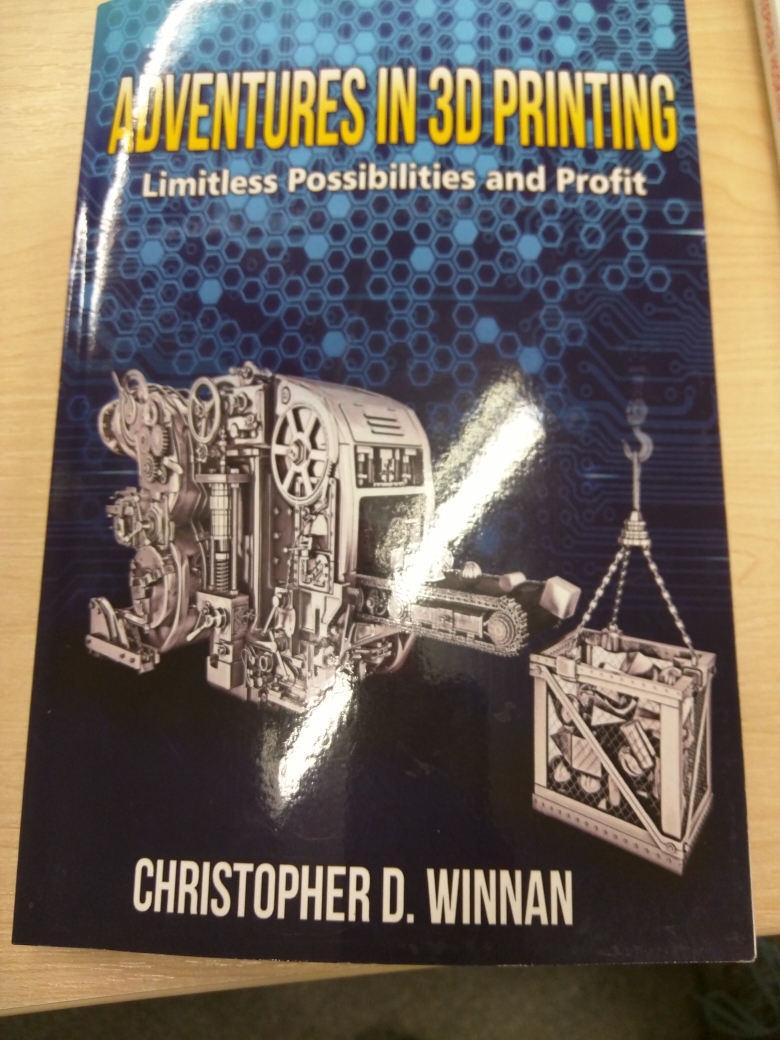 ADVENTURES IN 3D PRINTING
Limitless Possibilities and Profit
CHRISTOPHER D. WINNAN